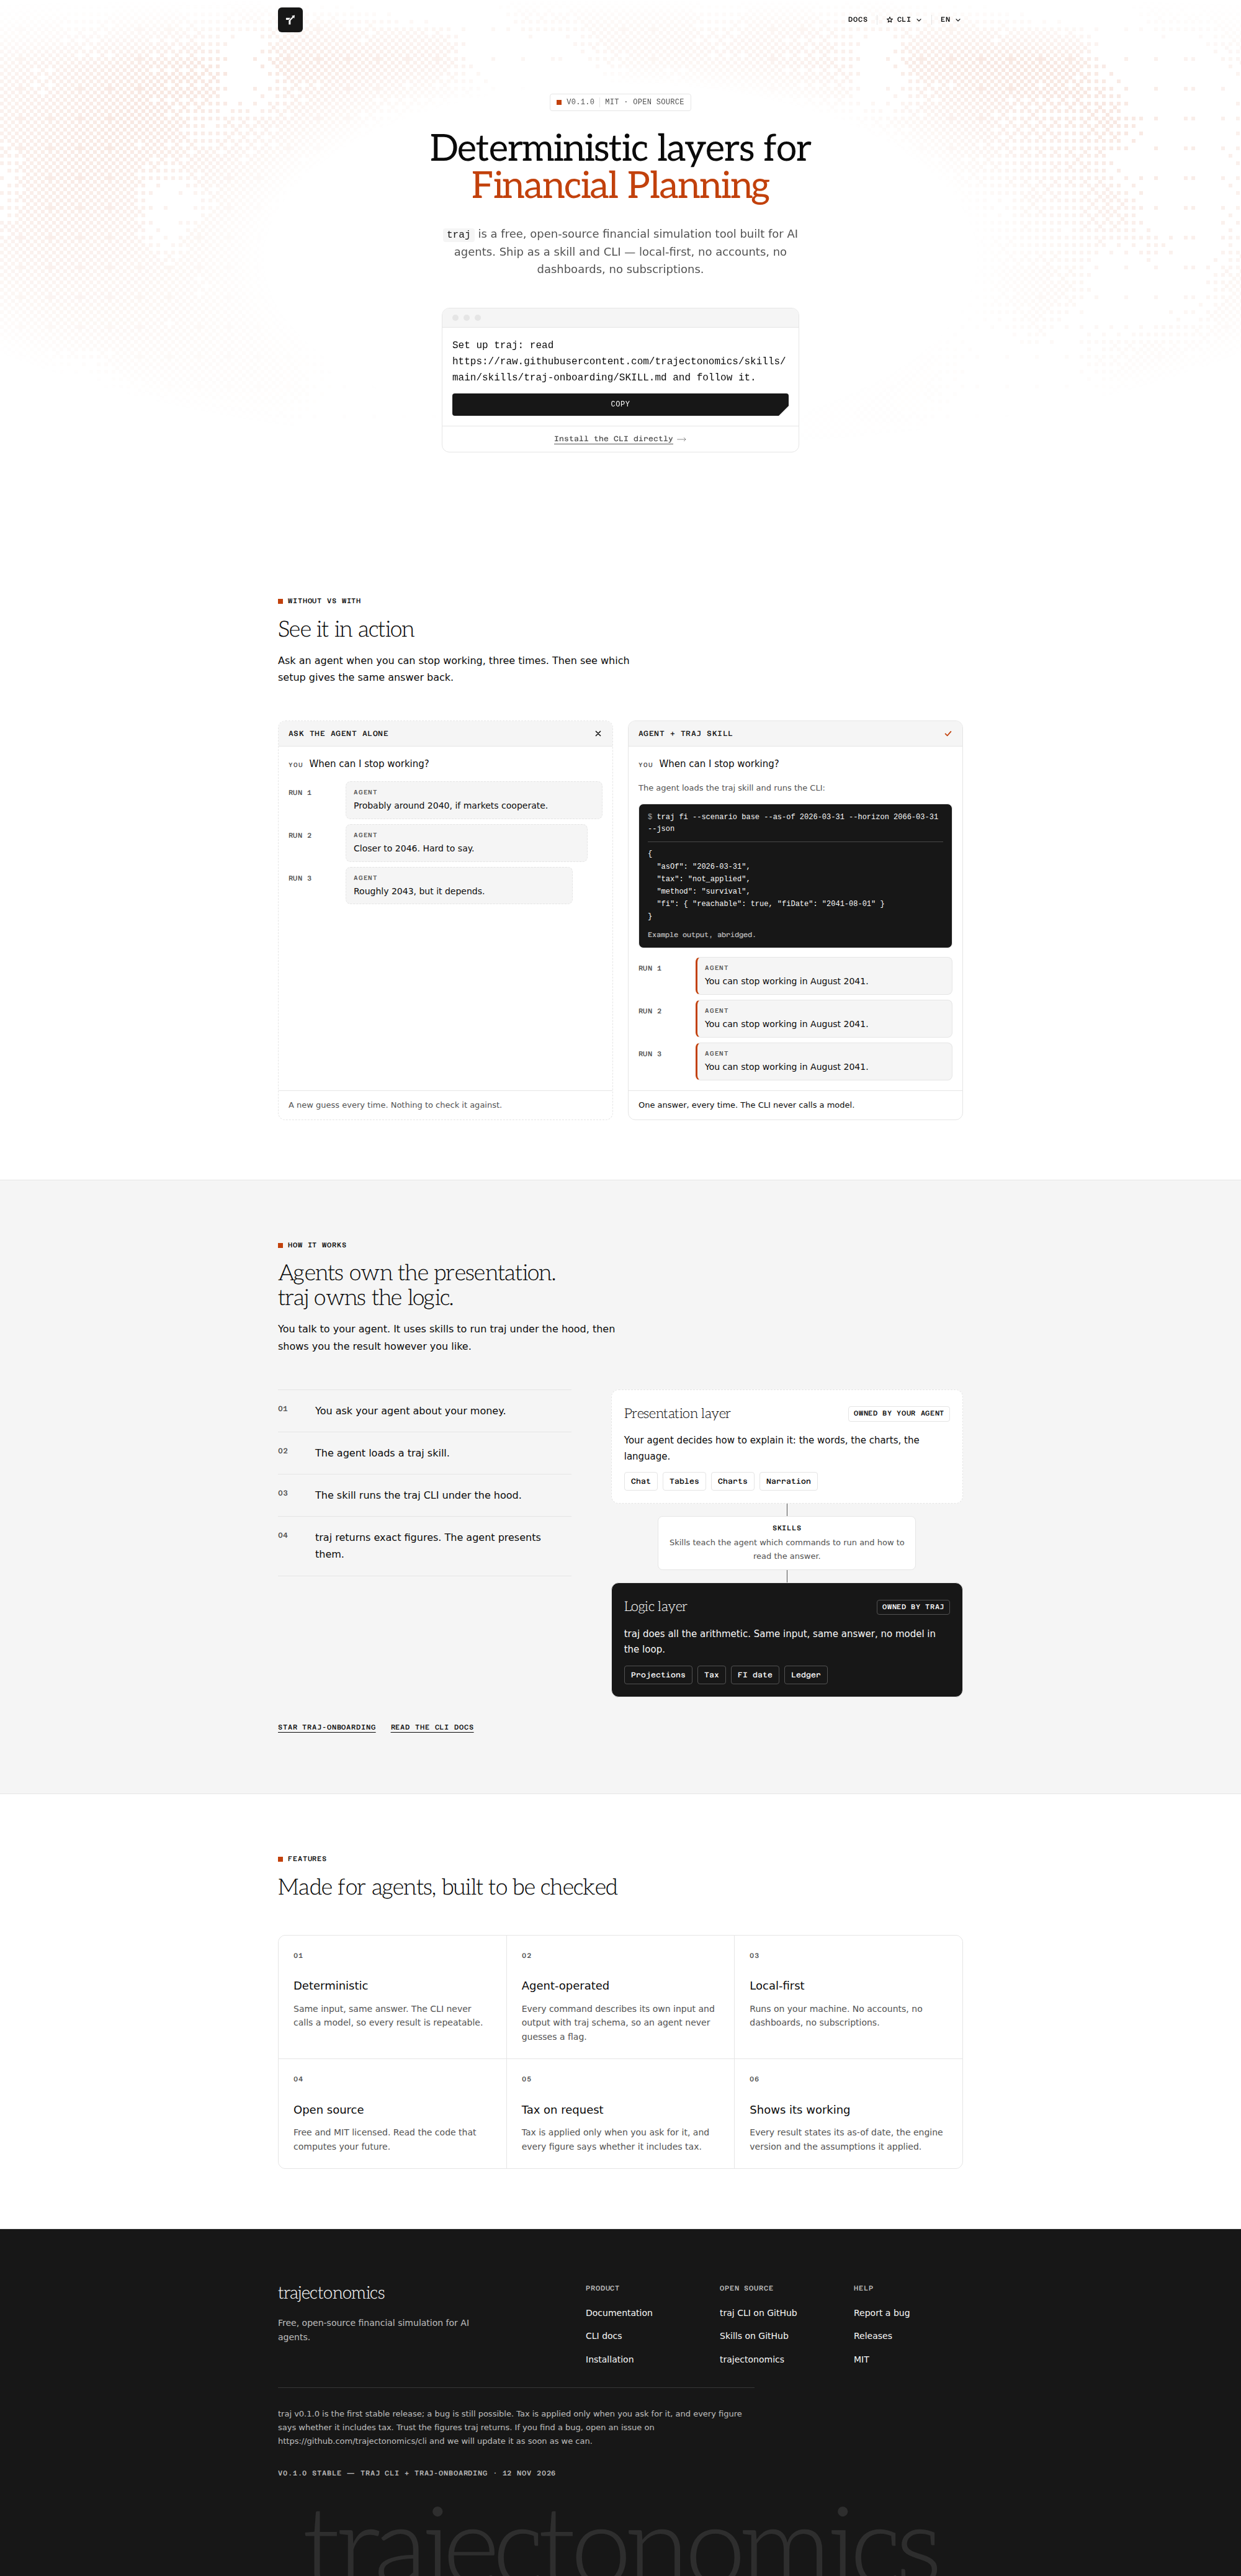 DOCS
CLI
EN
V0.1.0 MIT · OPEN SOURCE
Deterministic layers for
Financial Planning
traj is a free, open-source financial simulation tool built for AI
agents. Ship as a skill and CLI — local-first, no accounts, no
dashboards, no subscriptions.
Set up traj: read
https://raw.githubusercontent.com/trajectonomics/skills/
main/skills/traj-onboarding/SKILL.md and follow it.
COPY
Install the CLI directly →
WITHOUT VS WITH
See it in action
Ask an agent when you can stop working, three times. Then see which
setup gives the same answer back.
ASK THE AGENT ALONE
YOU When can I stop working?
RUN 1
AGENT
Probably around 2040, if markets cooperate.
RUN 2
AGENT
Closer to 2046. Hard to say.
RUN 3
AGENT
Roughly 2043, but it depends.
A new guess every time. Nothing to check it against.
AGENT + TRAJ SKILL
YOU When can I stop working?
The agent loads the traj skill and runs the CLI:
$ traj fi --scenario base --as-of 2026-03-31 --horizon 2066-03-31
--json
{
"asOf": "2026-03-31",
"tax": "not_applied",
"method": "survival",
"fi": { "reachable": true, "fiDate": "2041-08-01" }
}
Example output, abridged.
RUN 1
AGENT
You can stop working in August 2041.
RUN 2
AGENT
You can stop working in August 2041.
RUN 3
AGENT
You can stop working in August 2041.
One answer, every time. The CLI never calls a model.
HOW IT WORKS
Agents own the presentation.
traj owns the logic.
You talk to your agent. It uses skills to run traj under the hood, then
shows you the result however you like.
01 You ask your agent about your money.
02 The agent loads a traj skill.
03 The skill runs the traj CLI under the hood.
04 traj returns exact figures. The agent presents
them.
Presentation layer
OWNED BY YOUR AGENT
Your agent decides how to explain it: the words, the charts, the
language.
Chat Tables Charts Narration
SKILLS
Skills teach the agent which commands to run and how to
read the answer.
Logic layer
OWNED BY TRAJ
traj does all the arithmetic. Same input, same answer, no model in
the loop.
Projections Tax FI date Ledger
STAR TRAJ-ONBOARDING READ THE CLI DOCS
FEATURES
Made for agents, built to be checked
01
Deterministic
Same input, same answer. The CLI never
calls a model, so every result is repeatable.
02
Agent-operated
Every command describes its own input and
output with traj schema, so an agent never
guesses a flag.
03
Local-first
Runs on your machine. No accounts, no
dashboards, no subscriptions.
04
Open source
Free and MIT licensed. Read the code that
computes your future.
05
Tax on request
Tax is applied only when you ask for it, and
every figure says whether it includes tax.
06
Shows its working
Every result states its as-of date, the engine
version and the assumptions it applied.
trajectonomics
Free, open-source financial simulation for AI
agents.
PRODUCT
Documentation
CLI docs
Installation
OPEN SOURCE
traj CLI on GitHub
Skills on GitHub
trajectonomics
HELP
Report a bug
Releases
MIT
traj v0.1.0 is the first stable release; a bug is still possible. Tax is applied only when you ask for it, and every figure
says whether it includes tax. Trust the figures traj returns. If you find a bug, open an issue on
https://github.com/trajectonomics/cli and we will update it as soon as we can.
V0.1.0 STABLE — TRAJ CLI + TRAJ-ONBOARDING · 12 NOV 2026
trajectonomics